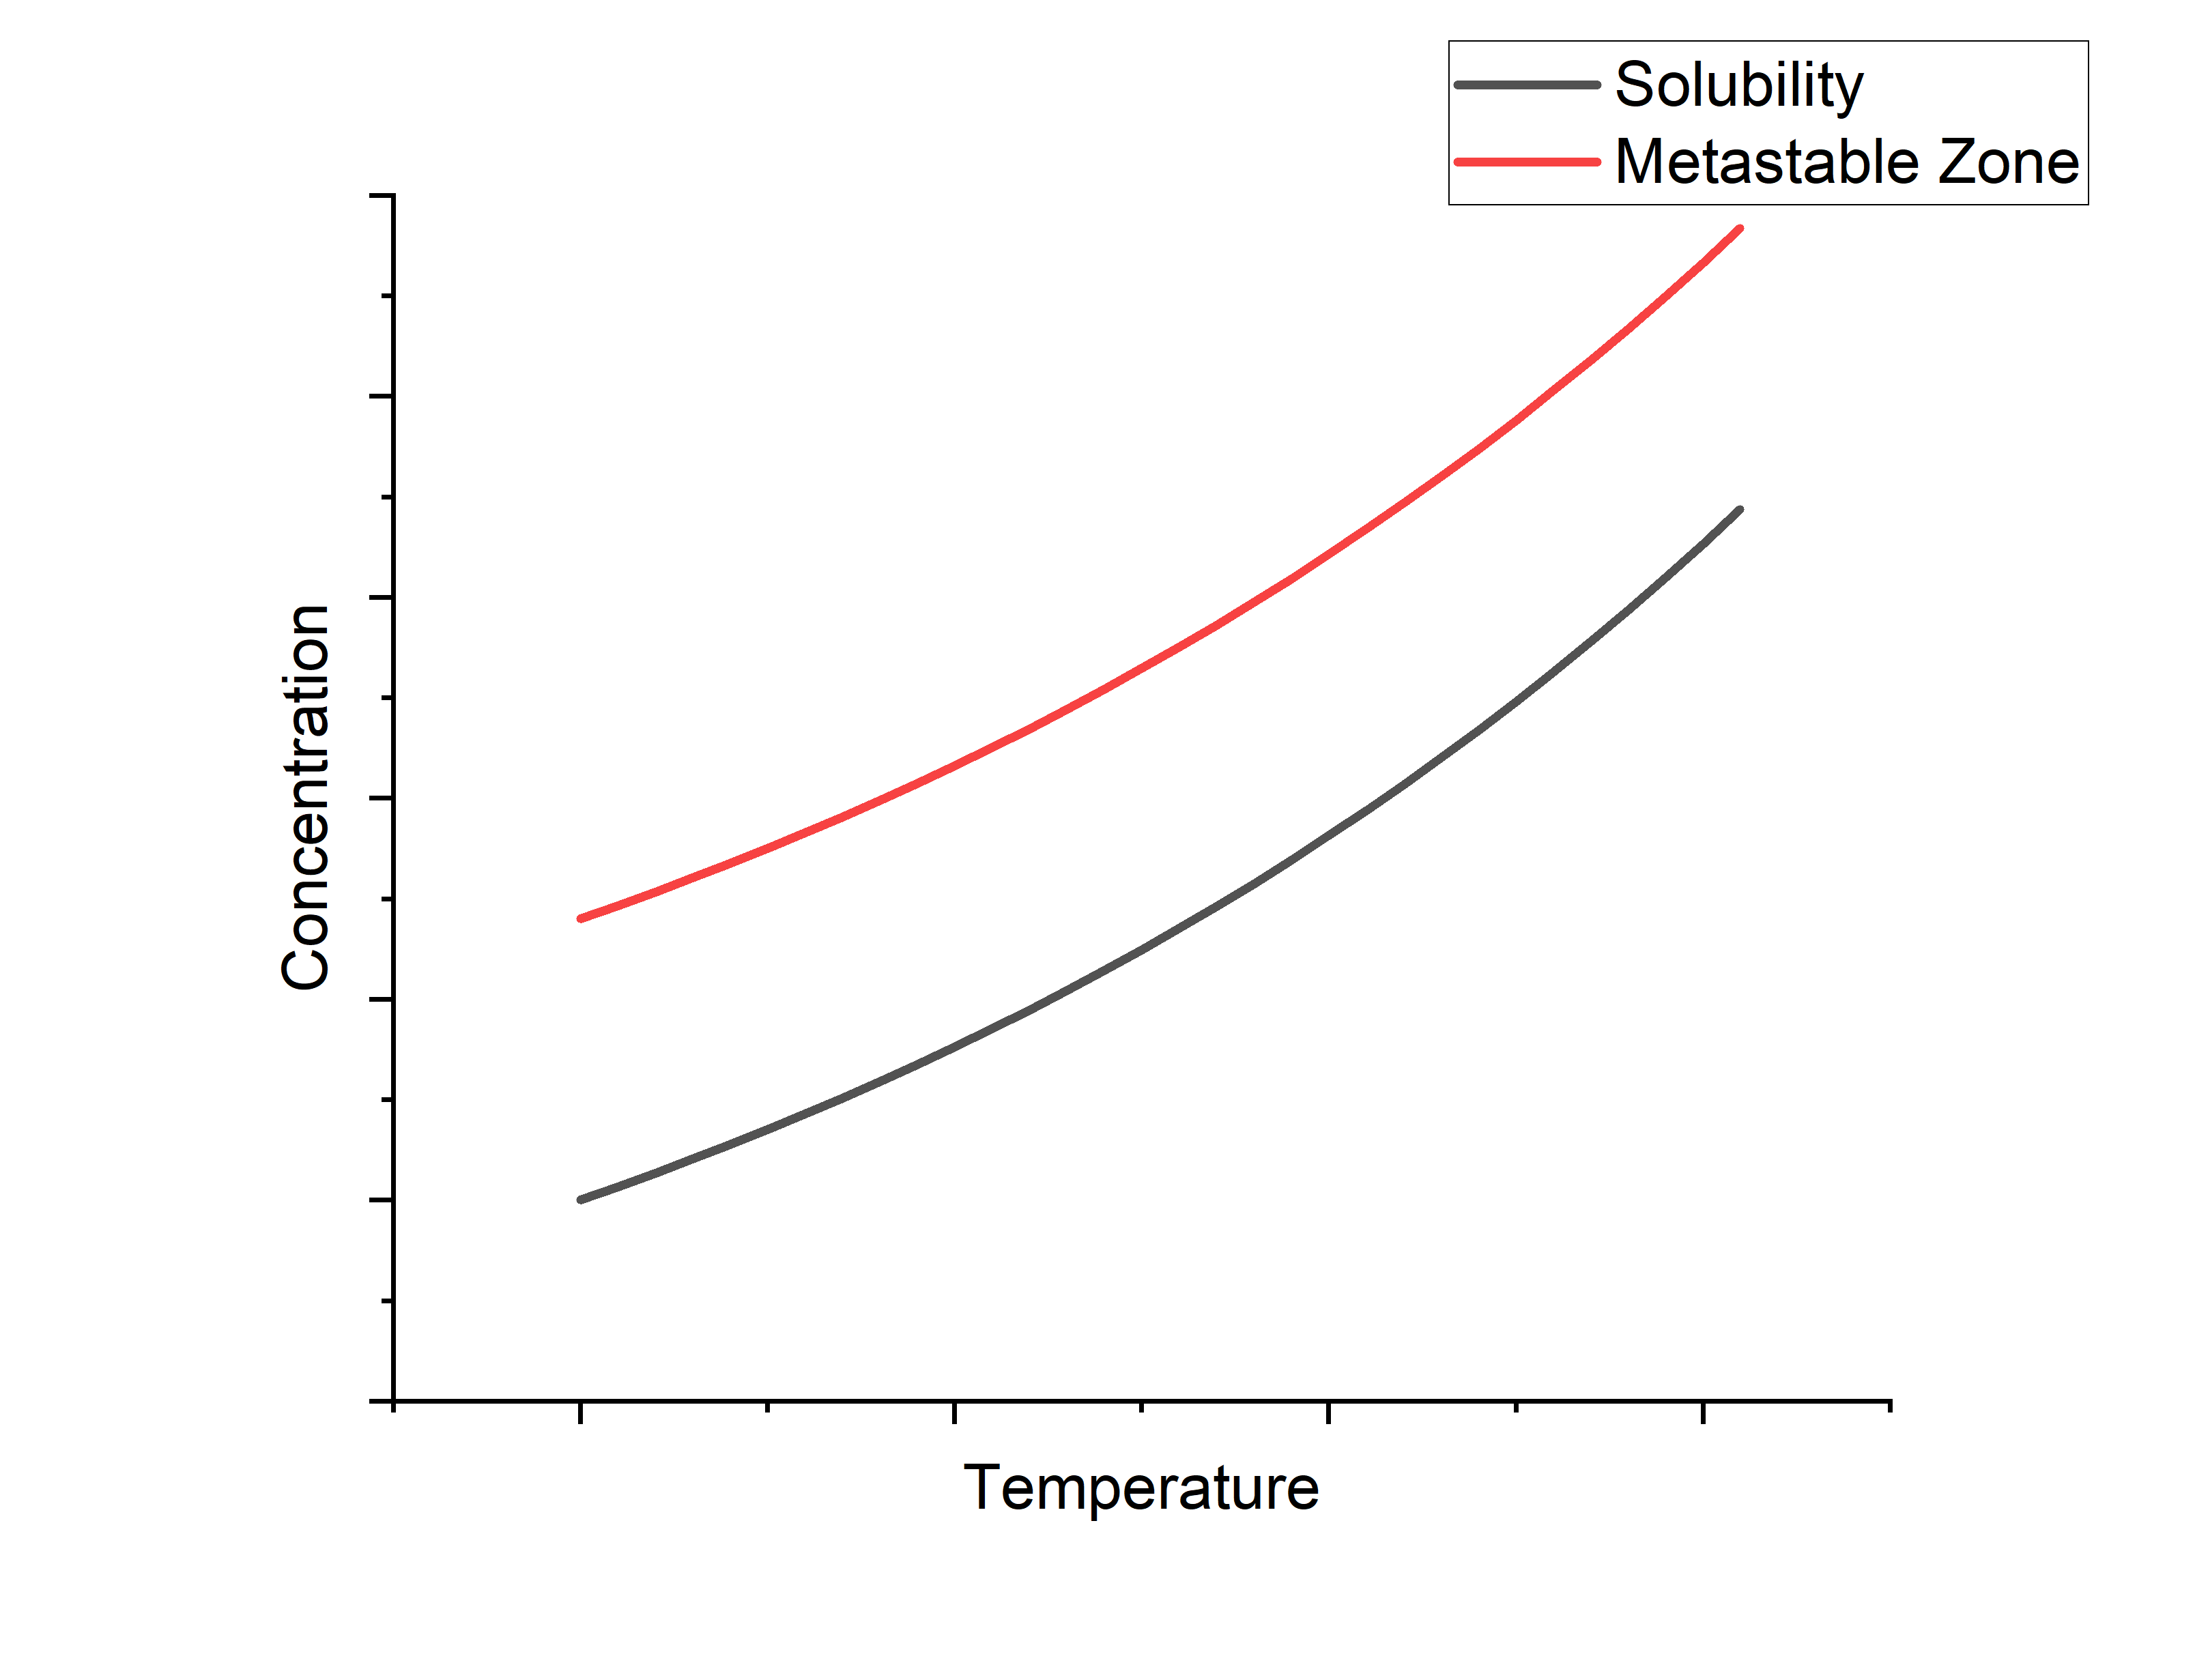 Solubility
Metastable Zone
Concentration
Temperature